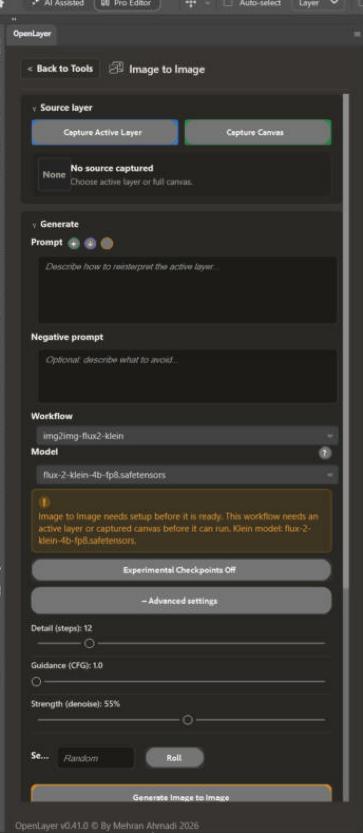 AI Assisted
Pro Editor
Auto-select
Layer
OpenLayer
< Back to Tools
Image to Image
Source layer
Capture Active Layer
Capture Canvas
None
No source captured
Choose active layer or full canvas.
Generate
Prompt
Describe how to reinterpret the active layer...
Negative prompt
Optional: describe what to avoid...
Workflow
img2img-flux2-klein
Model
?
flux-2-klein-4b-fp8.safetensors
!
Image to Image needs setup before it is ready. This workflow needs an
active layer or captured canvas before it can run. Klein model: flux-2-
klein-4b-fp8.safetensors.
Experimental Checkpoints Off
– Advanced settings
Detail (steps): 12
Guidance (CFG): 1.0
Strength (denoise): 55%
Se...
Random
Roll
Generate Image to Image
OpenLayer v0.41.0 © By Mehran Ahmadi 2026